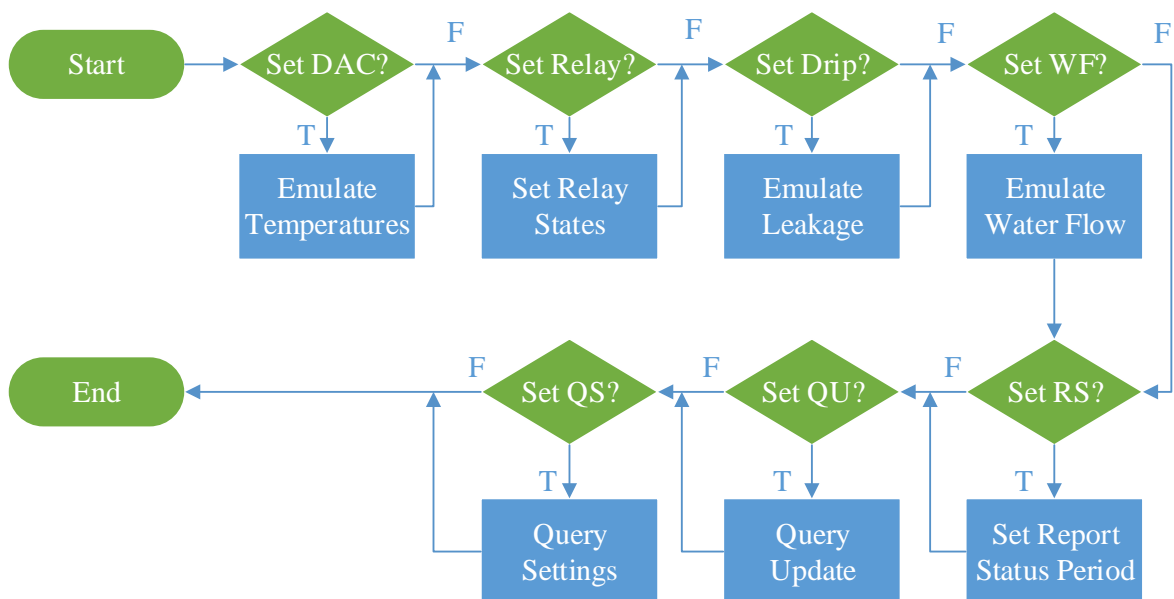 Start
Set DAC?
F
Set Relay?
F
Set Drip?
F
Set WF?
F
T
T
T
T
Emulate
Temperatures
Set Relay
States
Emulate
Leakage
Emulate
Water Flow
End
F
Set QS?
F
Set QU?
F
Set RS?
T
T
T
Query
Settings
Query
Update
Set Report
Status Period